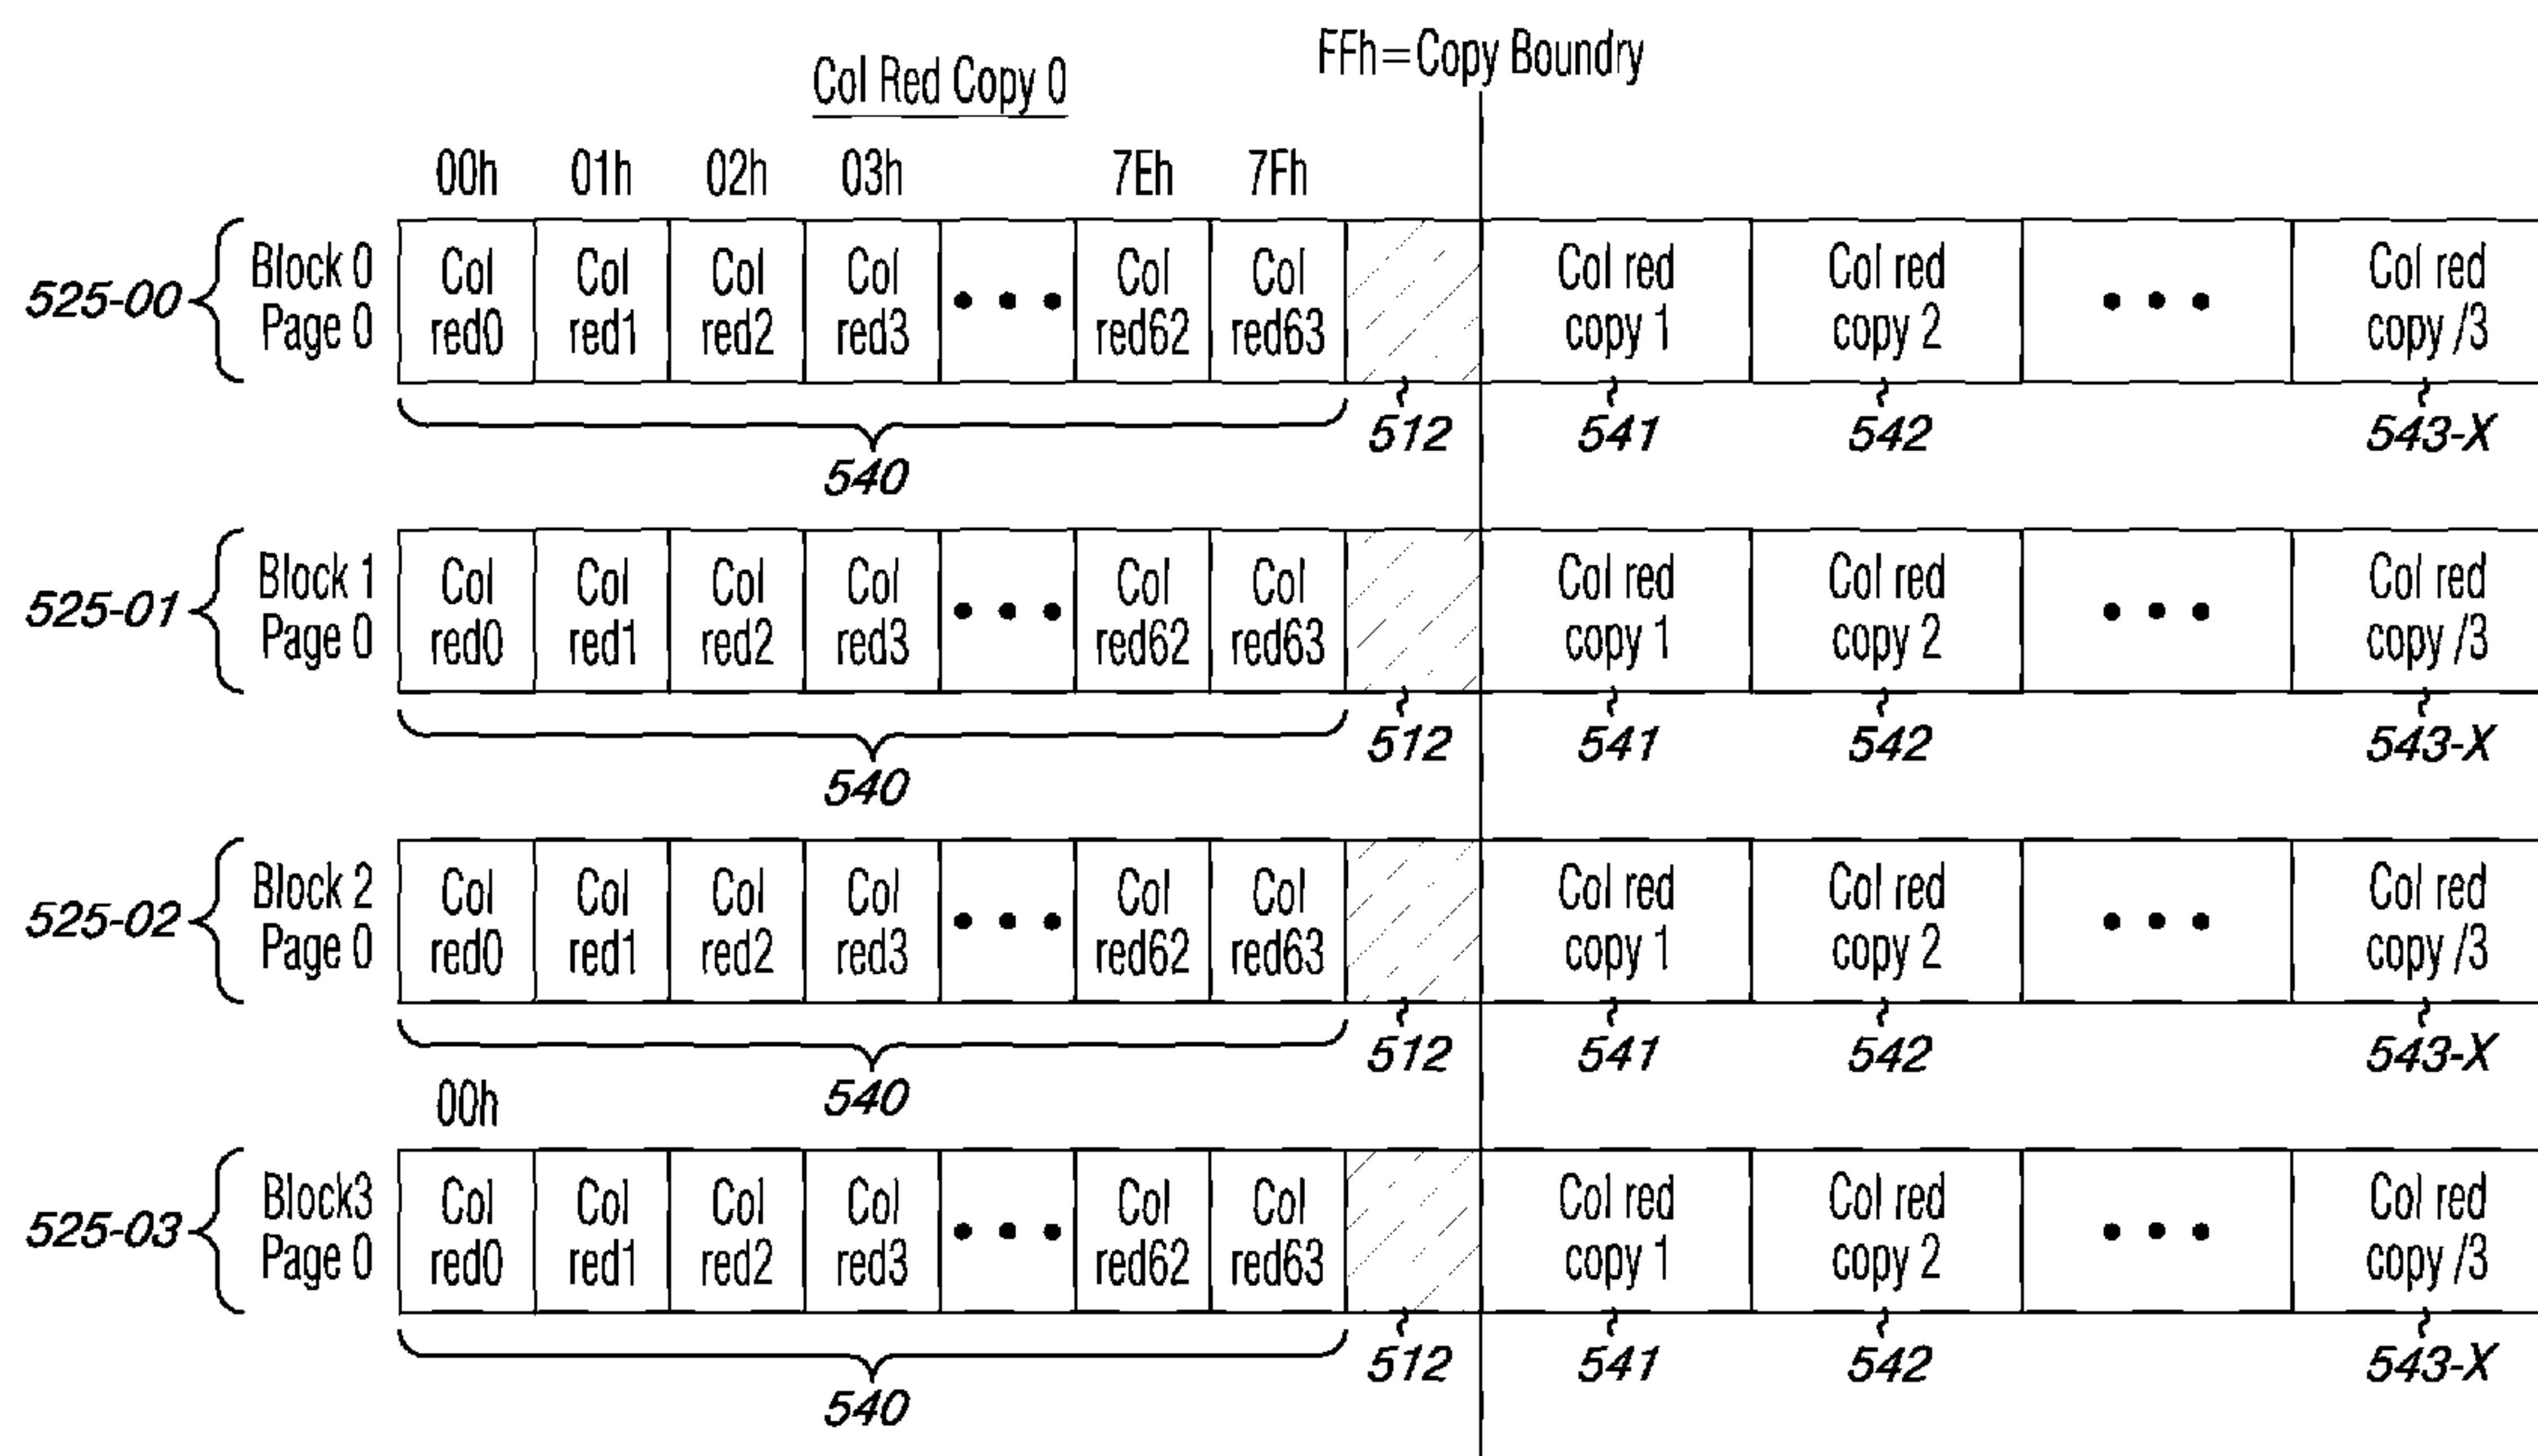 FFh=Copy Boundry
Col Red Copy 0
00h 01h 02h 03h 7Eh 7Fh
525-00 Block 0 Page 0 Col red0 Col red1 Col red2 Col red3 • • • Col red62 Col red63 Col red copy 1 Col red copy 2 • • • Col red copy /3
540 512 541 542 543-X
525-01 Block 1 Page 0 Col red0 Col red1 Col red2 Col red3 • • • Col red62 Col red63 Col red copy 1 Col red copy 2 • • • Col red copy /3
540 512 541 542 543-X
525-02 Block 2 Page 0 Col red0 Col red1 Col red2 Col red3 • • • Col red62 Col red63 Col red copy 1 Col red copy 2 • • • Col red copy /3
540 512 541 542 543-X
00h
525-03 Block3 Page 0 Col red0 Col red1 Col red2 Col red3 • • • Col red62 Col red63 Col red copy 1 Col red copy 2 • • • Col red copy /3
540 512 541 542 543-X